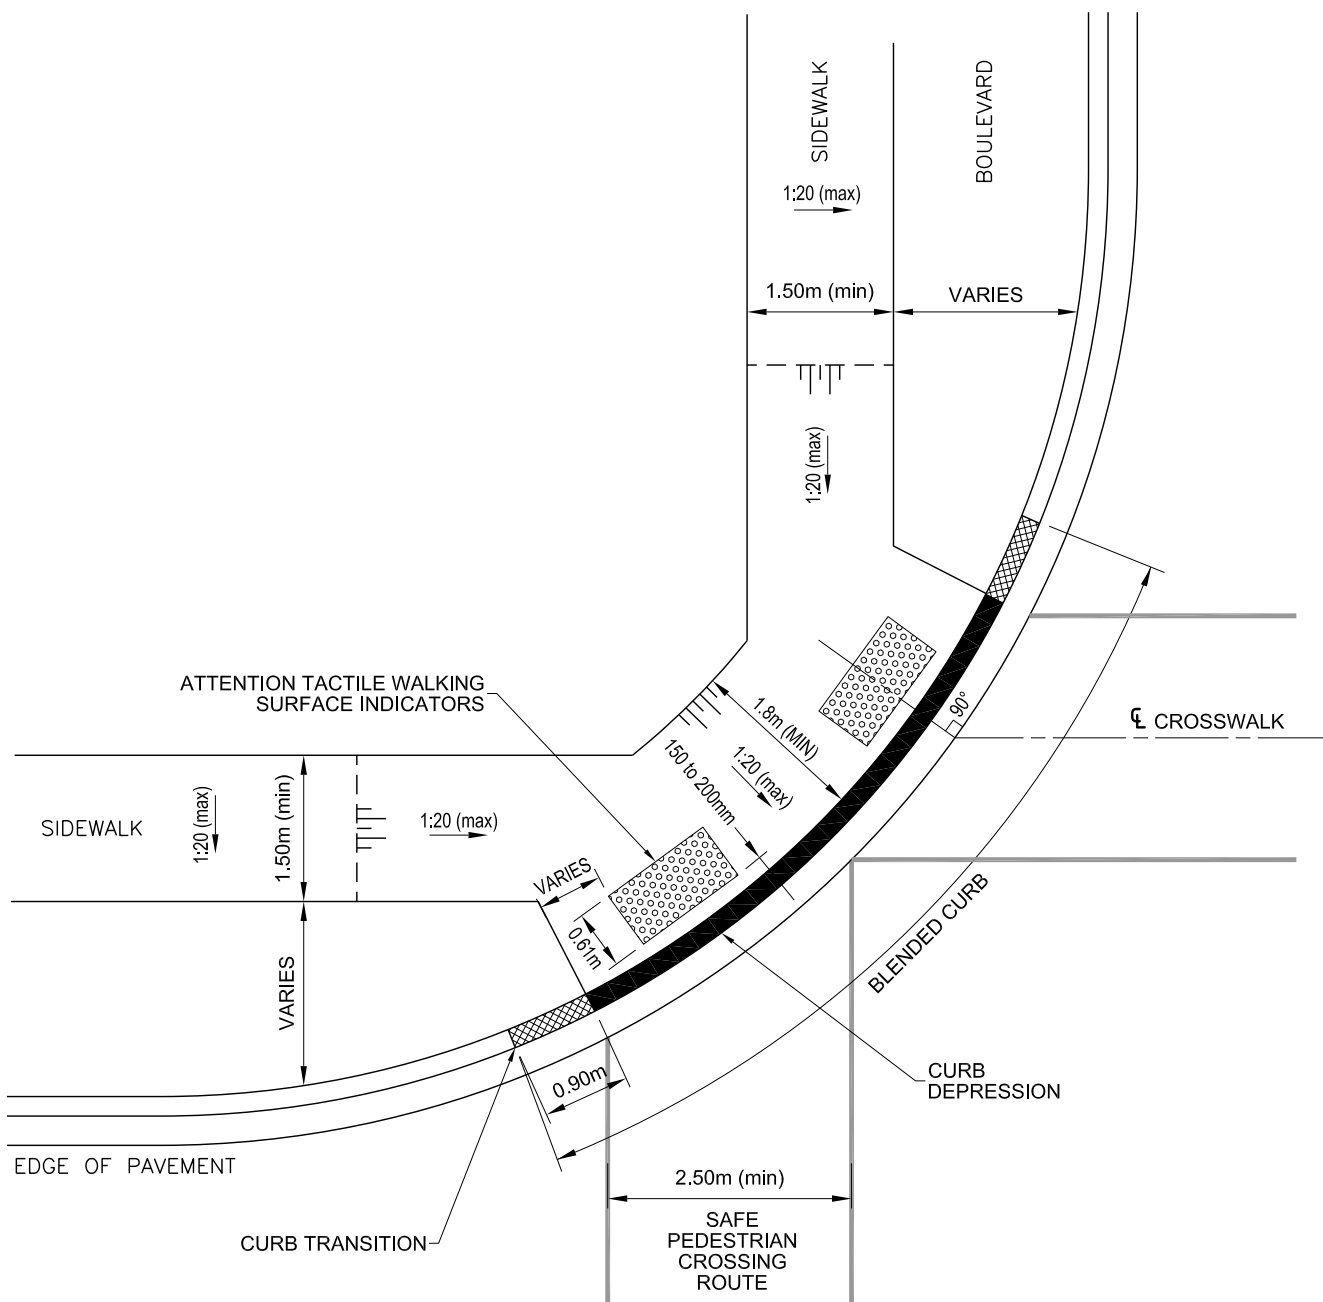 SIDEWALK
BOULEVARD
1:20 (max)
1.50m (min)
VARIES
1:20 (max)
ATTENTION TACTILE WALKING
SURFACE INDICATORS
1.8m (MIN)
90°
℄ CROSSWALK
150 to 200mm
1:20 (max)
SIDEWALK
1:20 (max)
1.50m (min)
1:20 (max)
VARIES
0.61m
BLENDED CURB
VARIES
CURB
DEPRESSION
0.90m
EDGE OF PAVEMENT
2.50m (min)
CURB TRANSITION
SAFE
PEDESTRIAN
CROSSING
ROUTE